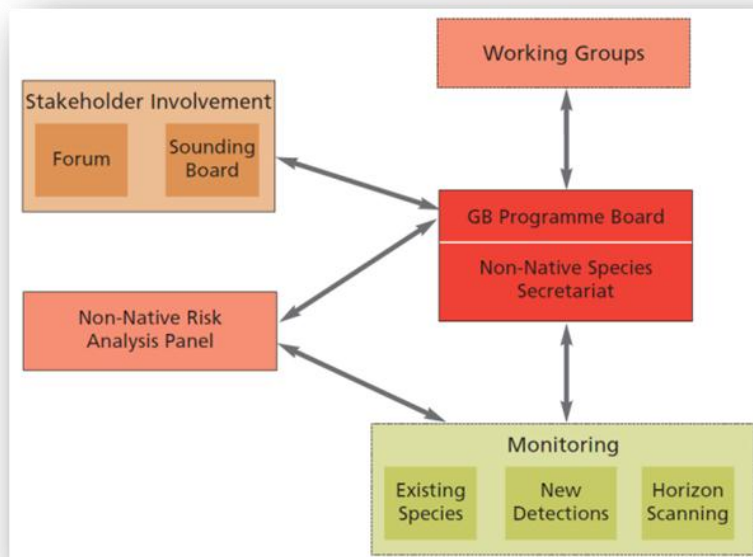 Working Groups
Stakeholder Involvement
Forum
Sounding
Board
GB Programme Board
Non-Native Species
Secretariat
Non-Native Risk
Analysis Panel
Monitoring
Existing
Species
New
Detections
Horizon
Scanning